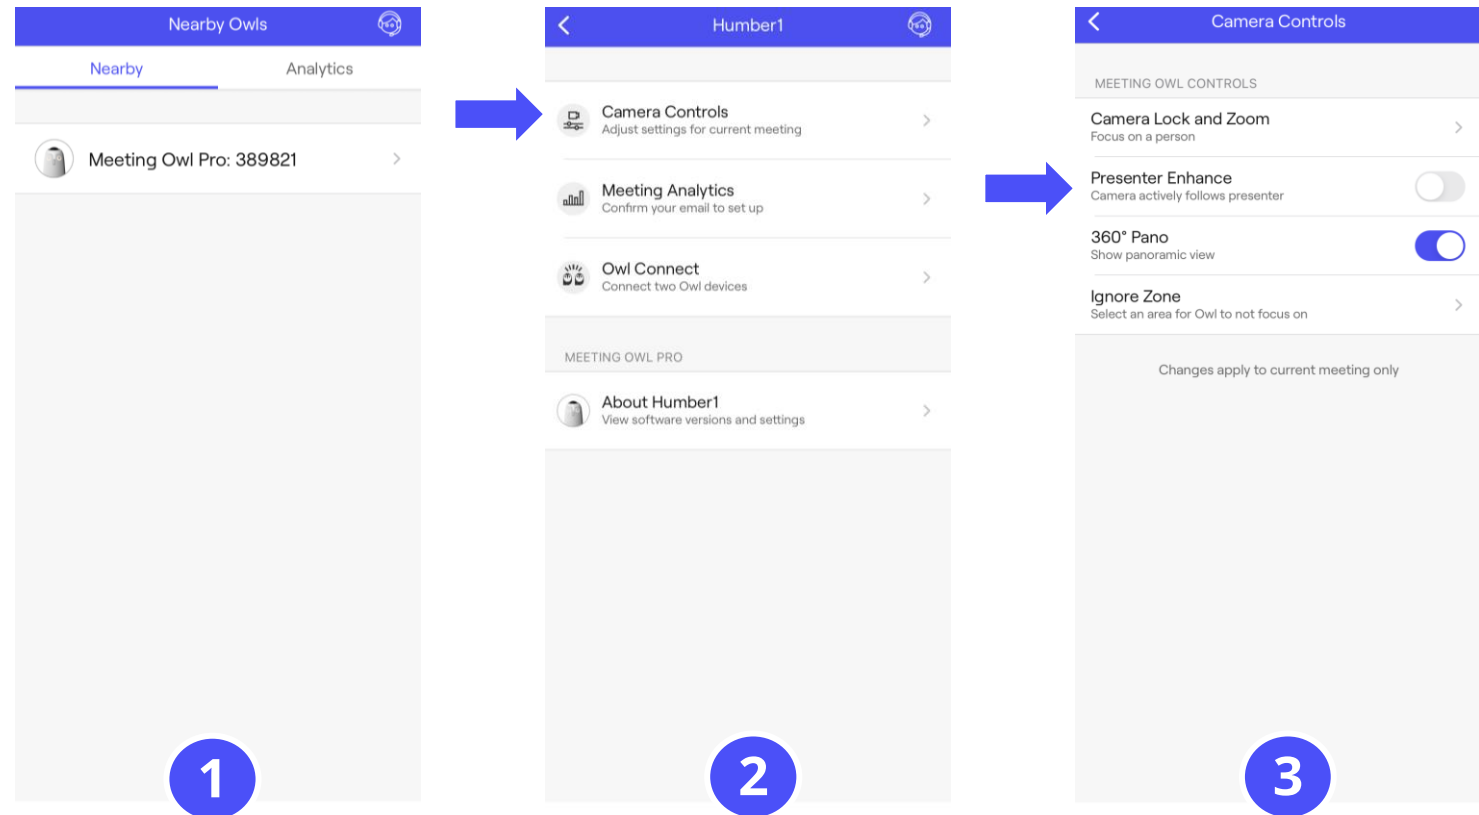 Nearby Owls
Nearby
Analytics
Meeting Owl Pro: 389821
1
Humber1
Camera Controls
Adjust settings for current meeting
Meeting Analytics
Confirm your email to set up
Owl Connect
Connect two Owl devices
MEETING OWL PRO
About Humber1
View software versions and settings
2
Camera Controls
MEETING OWL CONTROLS
Camera Lock and Zoom
Focus on a person
Presenter Enhance
Camera actively follows presenter
360° Pano
Show panoramic view
Ignore Zone
Select an area for Owl to not focus on
Changes apply to current meeting only
3